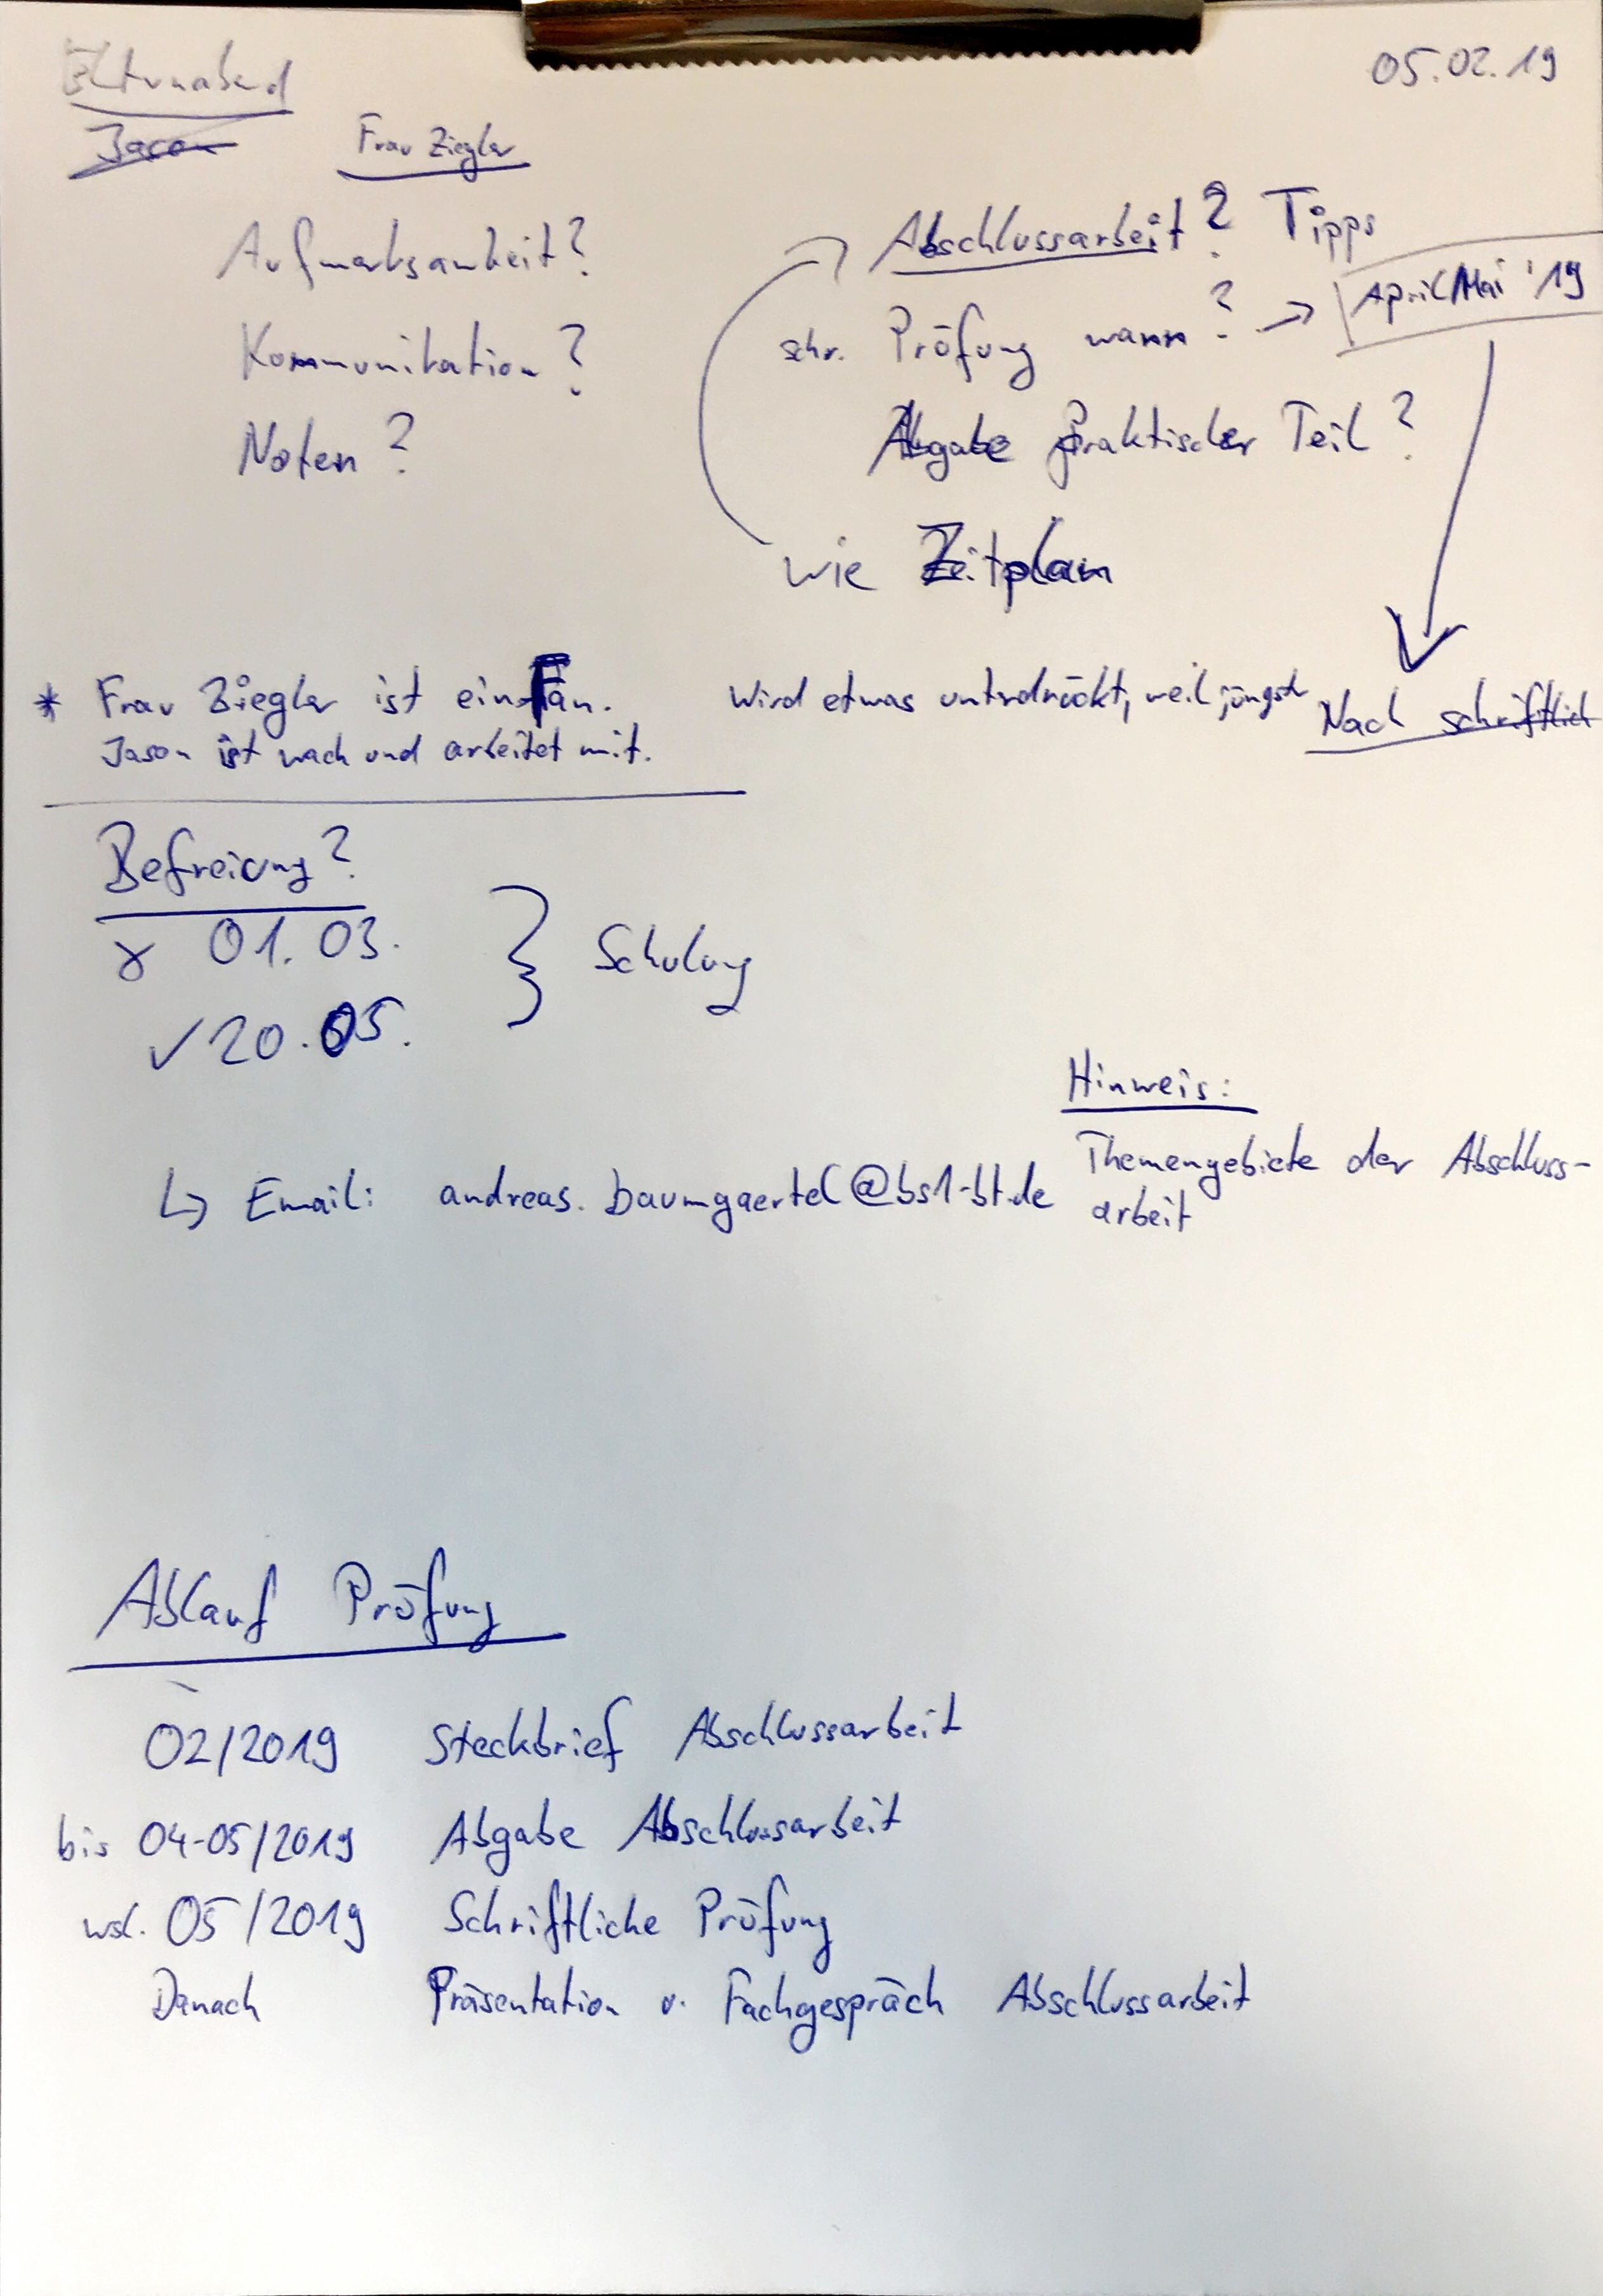 Elternabend
05.02.19
Jason
Frau Ziegler
Aufmerksamkeit?
Kommunikation?
Noten?
Abschlussarbeit? Tipps
schr. Prüfung wann? → April/Mai '19
Abgabe praktischer Teil?
wie Zeitplan
* Frau Ziegler ist ein Fan.
Jason ist wach und arbeitet mit.
Wird etwas unterdrückt, weil jüngster
Nach schriftlich
Befreiung?
01.03.
✓ 20.05.
} Schulung
↳ Email: andreas.baumgaertel@bs1-bt.de
Hinweis:
Themengebiete der Abschluss-
arbeit
Ablauf Prüfung
02/2019 Steckbrief Abschlussarbeit
bis 04-05/2019 Abgabe Abschlussarbeit
wsl. 05/2019 Schriftliche Prüfung
Danach Präsentation u. Fachgespräch Abschlussarbeit